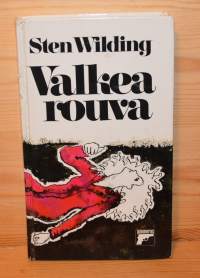 Sten Wilding
Valkea
rouva